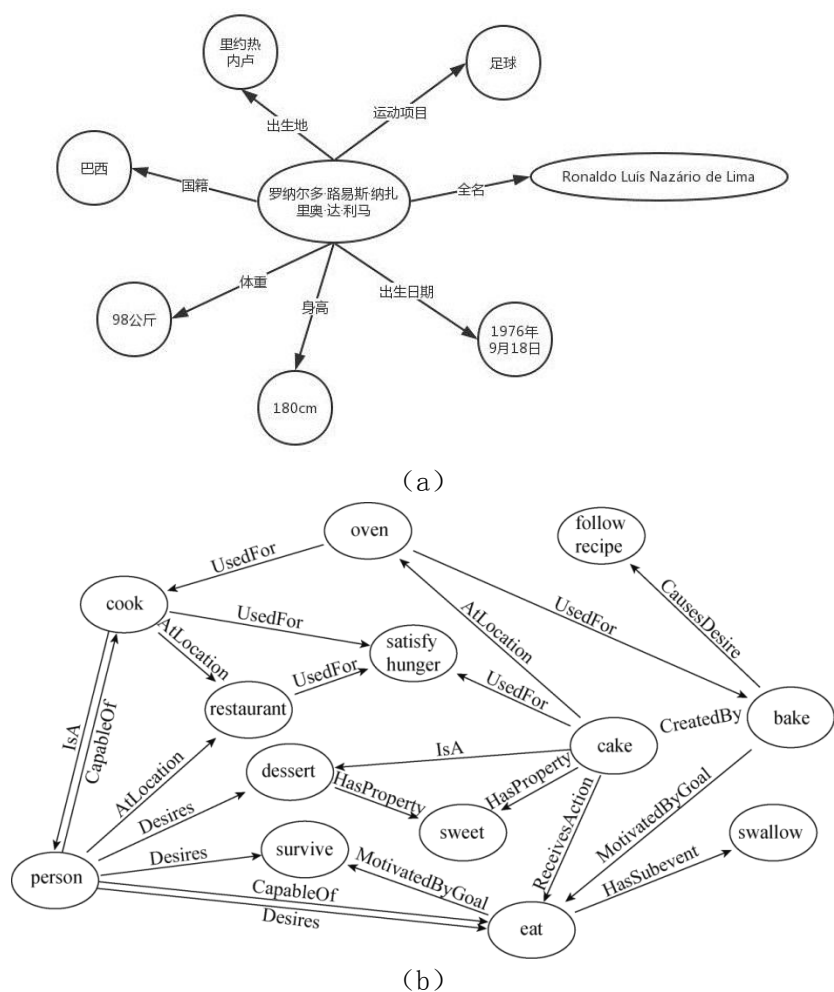 里约热
内卢
足球
出生地
运动项目
巴西
国籍
罗纳尔多·路易斯·纳扎
里奥·达·利马
全名
Ronaldo Luís Nazário de Lima
体重
身高
出生日期
98公斤
1976年
9月18日
180cm
(a)
oven
follow
recipe
UsedFor
cook
UsedFor
AtLocation
UsedFor
CausesDesire
AtLocation
satisfy
hunger
UsedFor
restaurant
UsedFor
IsA
CapableOf
cake
CreatedBy
bake
IsA
dessert
HasProperty
HasProperty
AtLocation
Desires
sweet
ReceivesAction
MotivatedByGoal
swallow
survive
Desires
MotivatedByGoal
HasSubevent
person
CapableOf
Desires
eat
(b)